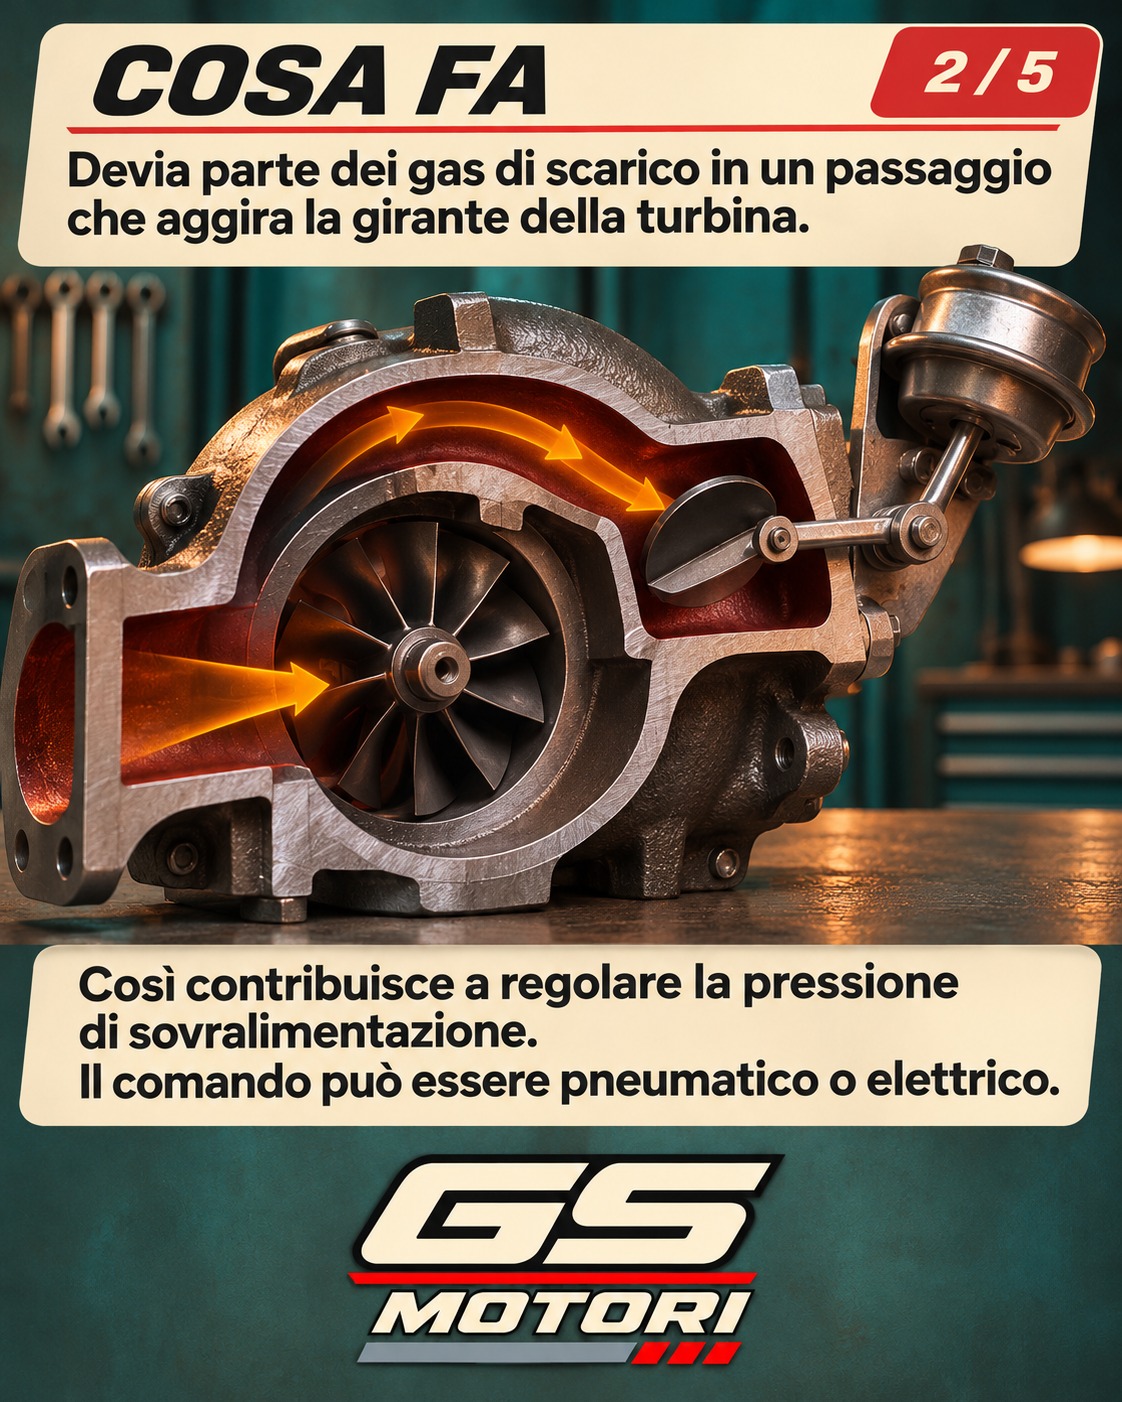 COSA FA
2/5
Devia parte dei gas di scarico in un passaggio
che aggira la girante della turbina.
Così contribuisce a regolare la pressione
di sovralimentazione.
Il comando può essere pneumatico o elettrico.
GS
MOTORI